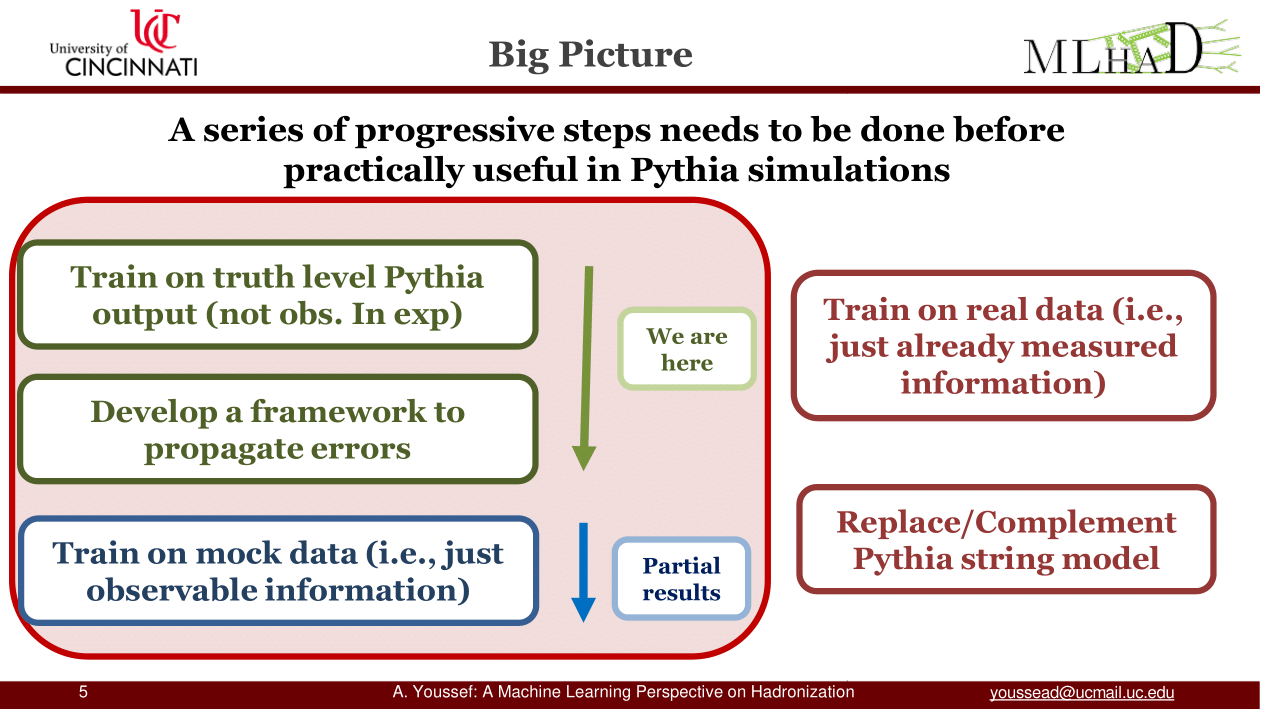 University of
CINCINNATI
Big Picture
MLHAD
A series of progressive steps needs to be done before
practically useful in Pythia simulations
Train on truth level Pythia
output (not obs. In exp)
We are
here
Develop a framework to
propagate errors
Train on mock data (i.e., just
observable information)
Partial
results
Train on real data (i.e.,
just already measured
information)
Replace/Complement
Pythia string model
5
A. Youssef: A Machine Learning Perspective on Hadronization
youssead@ucmail.uc.edu